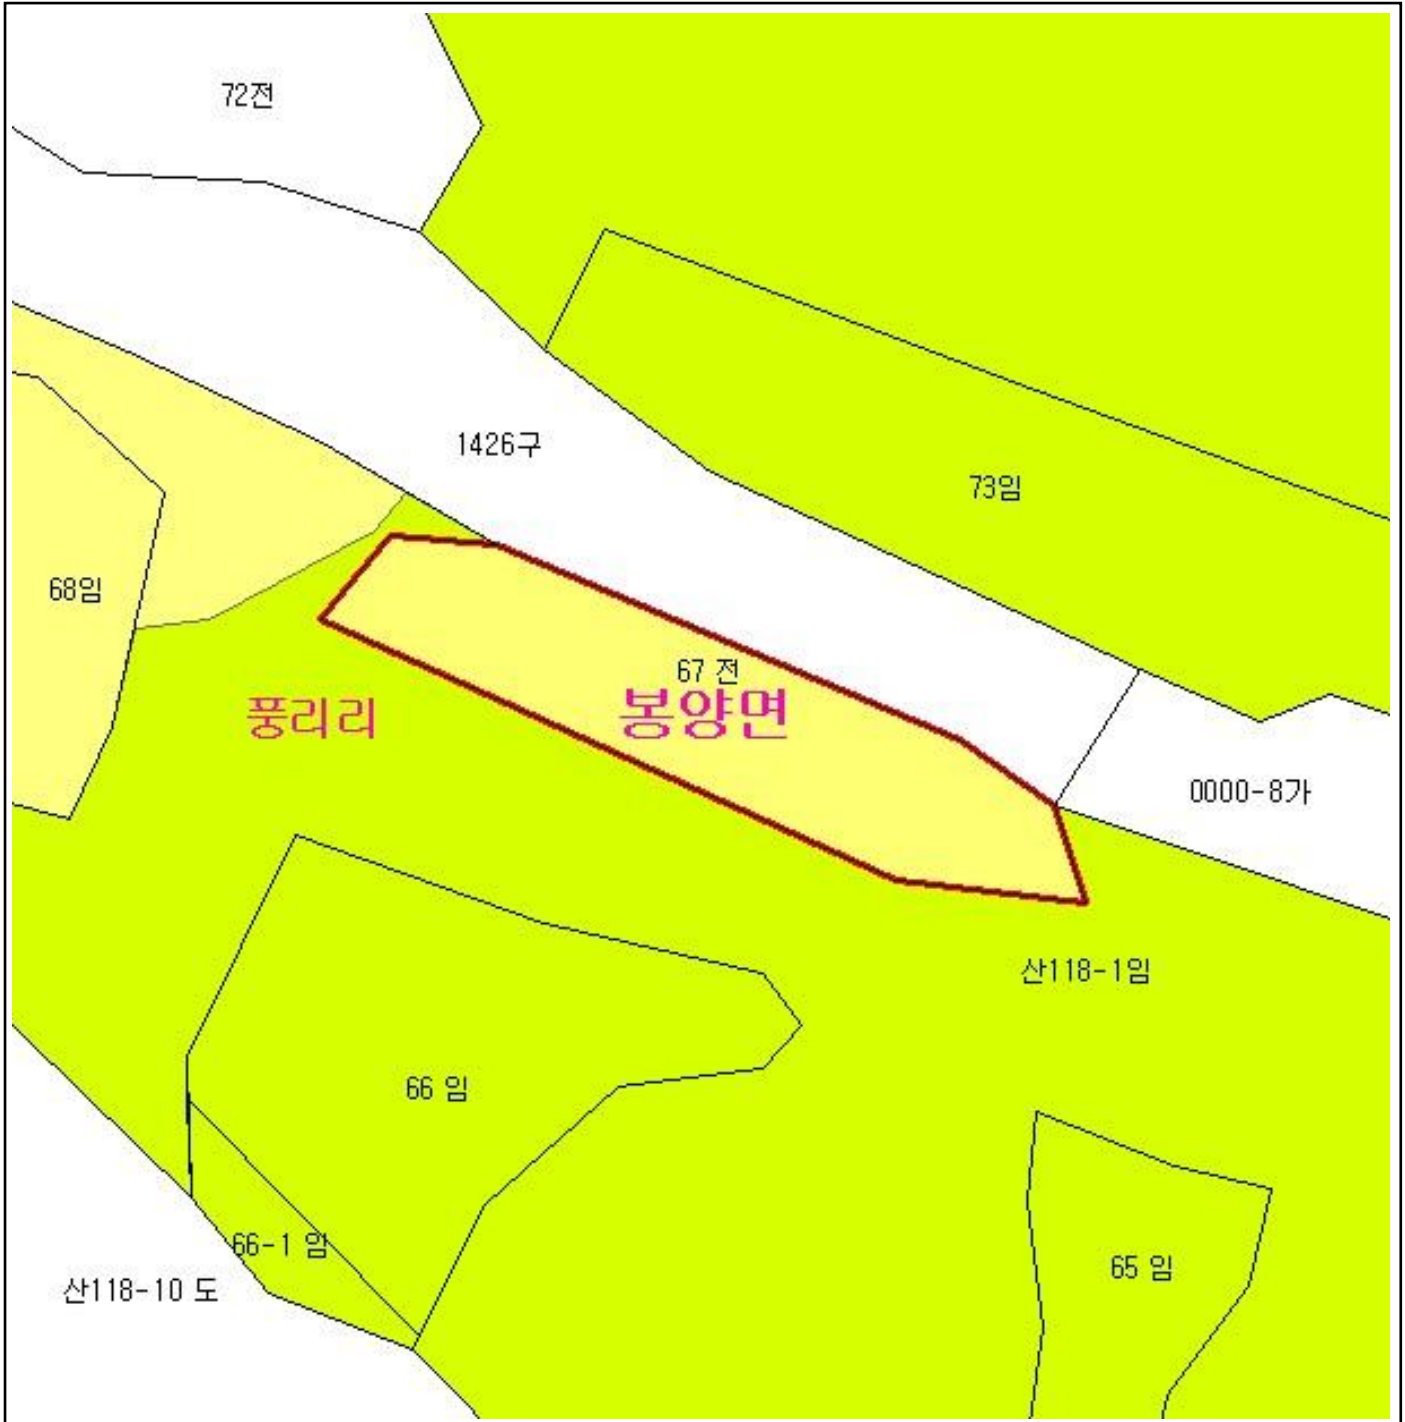 72전
1426구
73임
68임
67 전
풍리리
봉양면
0000-8가
산118-1임
66 임
66-1 임
65 임
산118-10 도